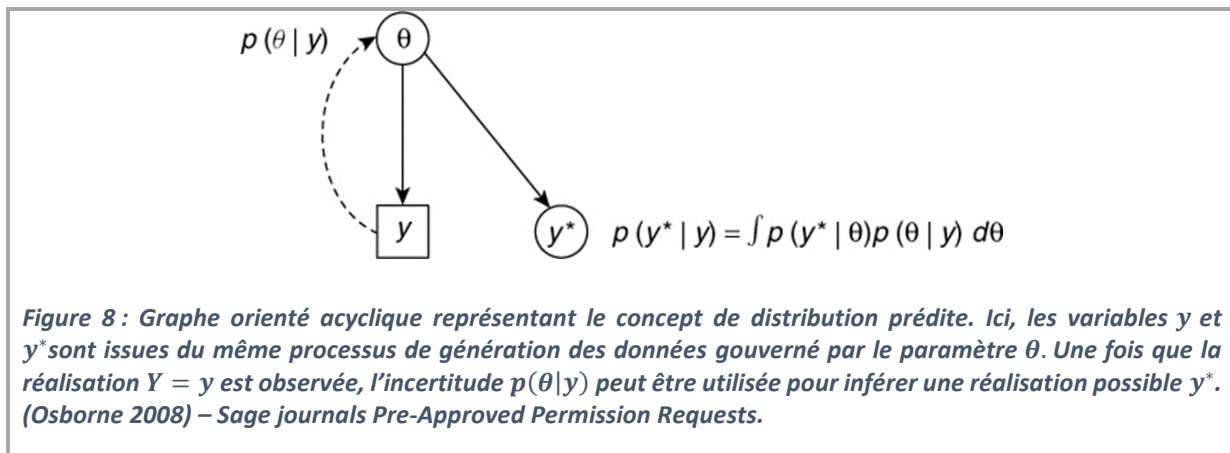 p (θ | y)
θ
y
y*
p (y* | y) = ∫ p (y* | θ)p (θ | y) dθ
Figure 8 : Graphe orienté acyclique représentant le concept de distribution prédite. Ici, les variables y et
y*sont issues du même processus de génération des données gouverné par le paramètre θ. Une fois que la
réalisation Y = y est observée, l’incertitude p(θ|y) peut être utilisée pour inférer une réalisation possible y*.
(Osborne 2008) – Sage journals Pre-Approved Permission Requests.